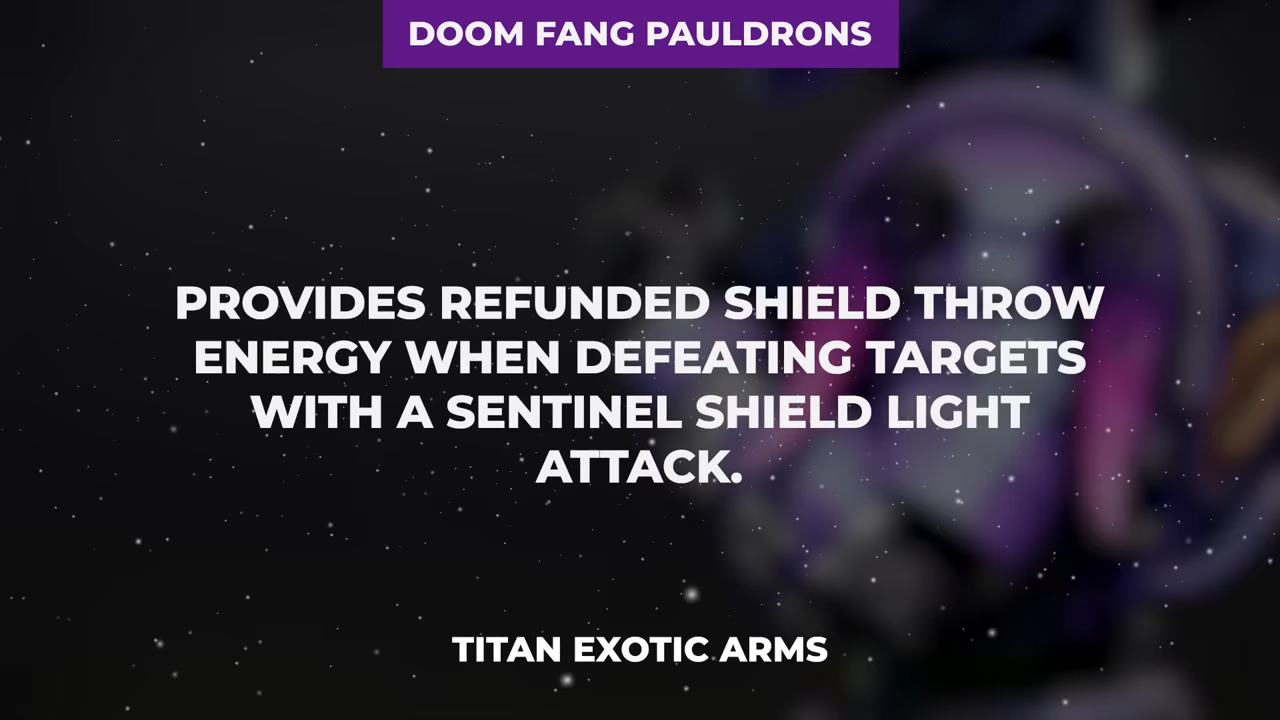 DOOM FANG PAULDRONS
PROVIDES REFUNDED SHIELD THROW
ENERGY WHEN DEFEATING TARGETS
WITH A SENTINEL SHIELD LIGHT
ATTACK.
TITAN EXOTIC ARMS